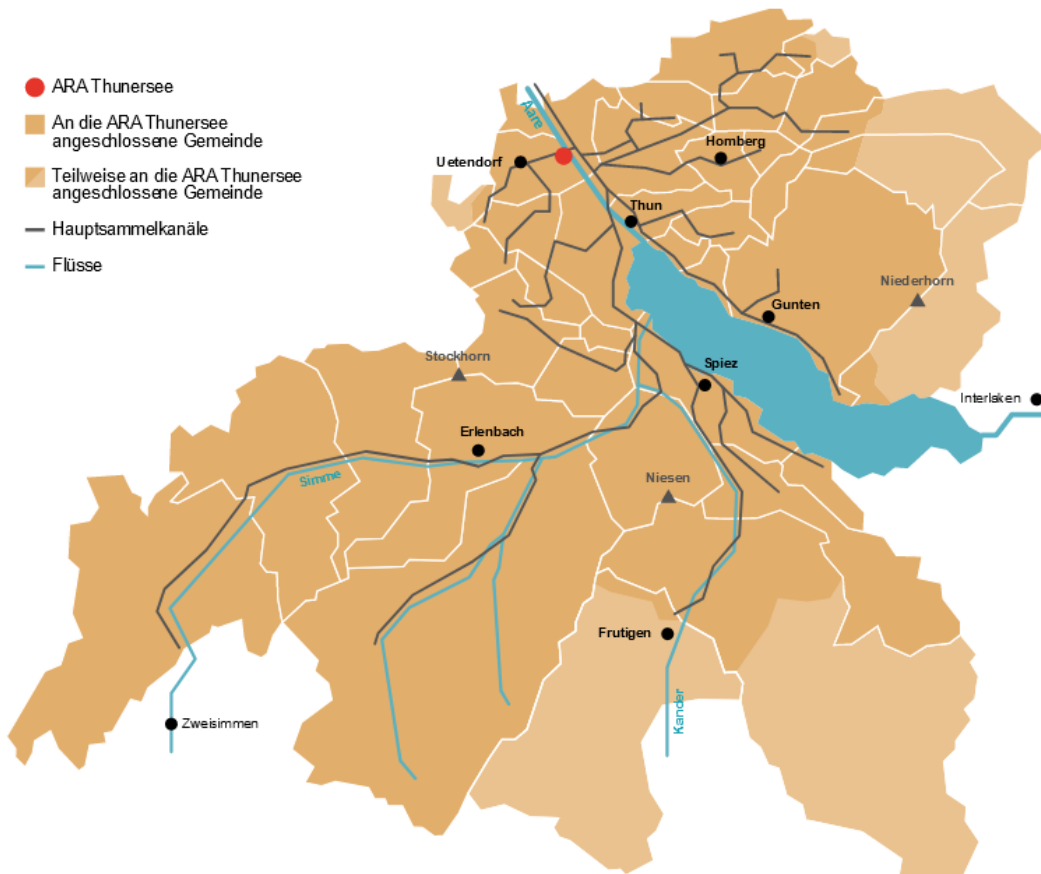 ARA Thunersee
An die ARA Thunersee
angeschlossene Gemeinde
Teilweise an die ARA Thunersee
angeschlossene Gemeinde
Hauptsammelkanäle
Flüsse
Aare
Uetendorf
Homberg
Thun
Niederhorn
Gunten
Stockhorn
Spiez
Interlaken
Erlenbach
Simme
Niesen
Frutigen
Kander
Zweisimmen